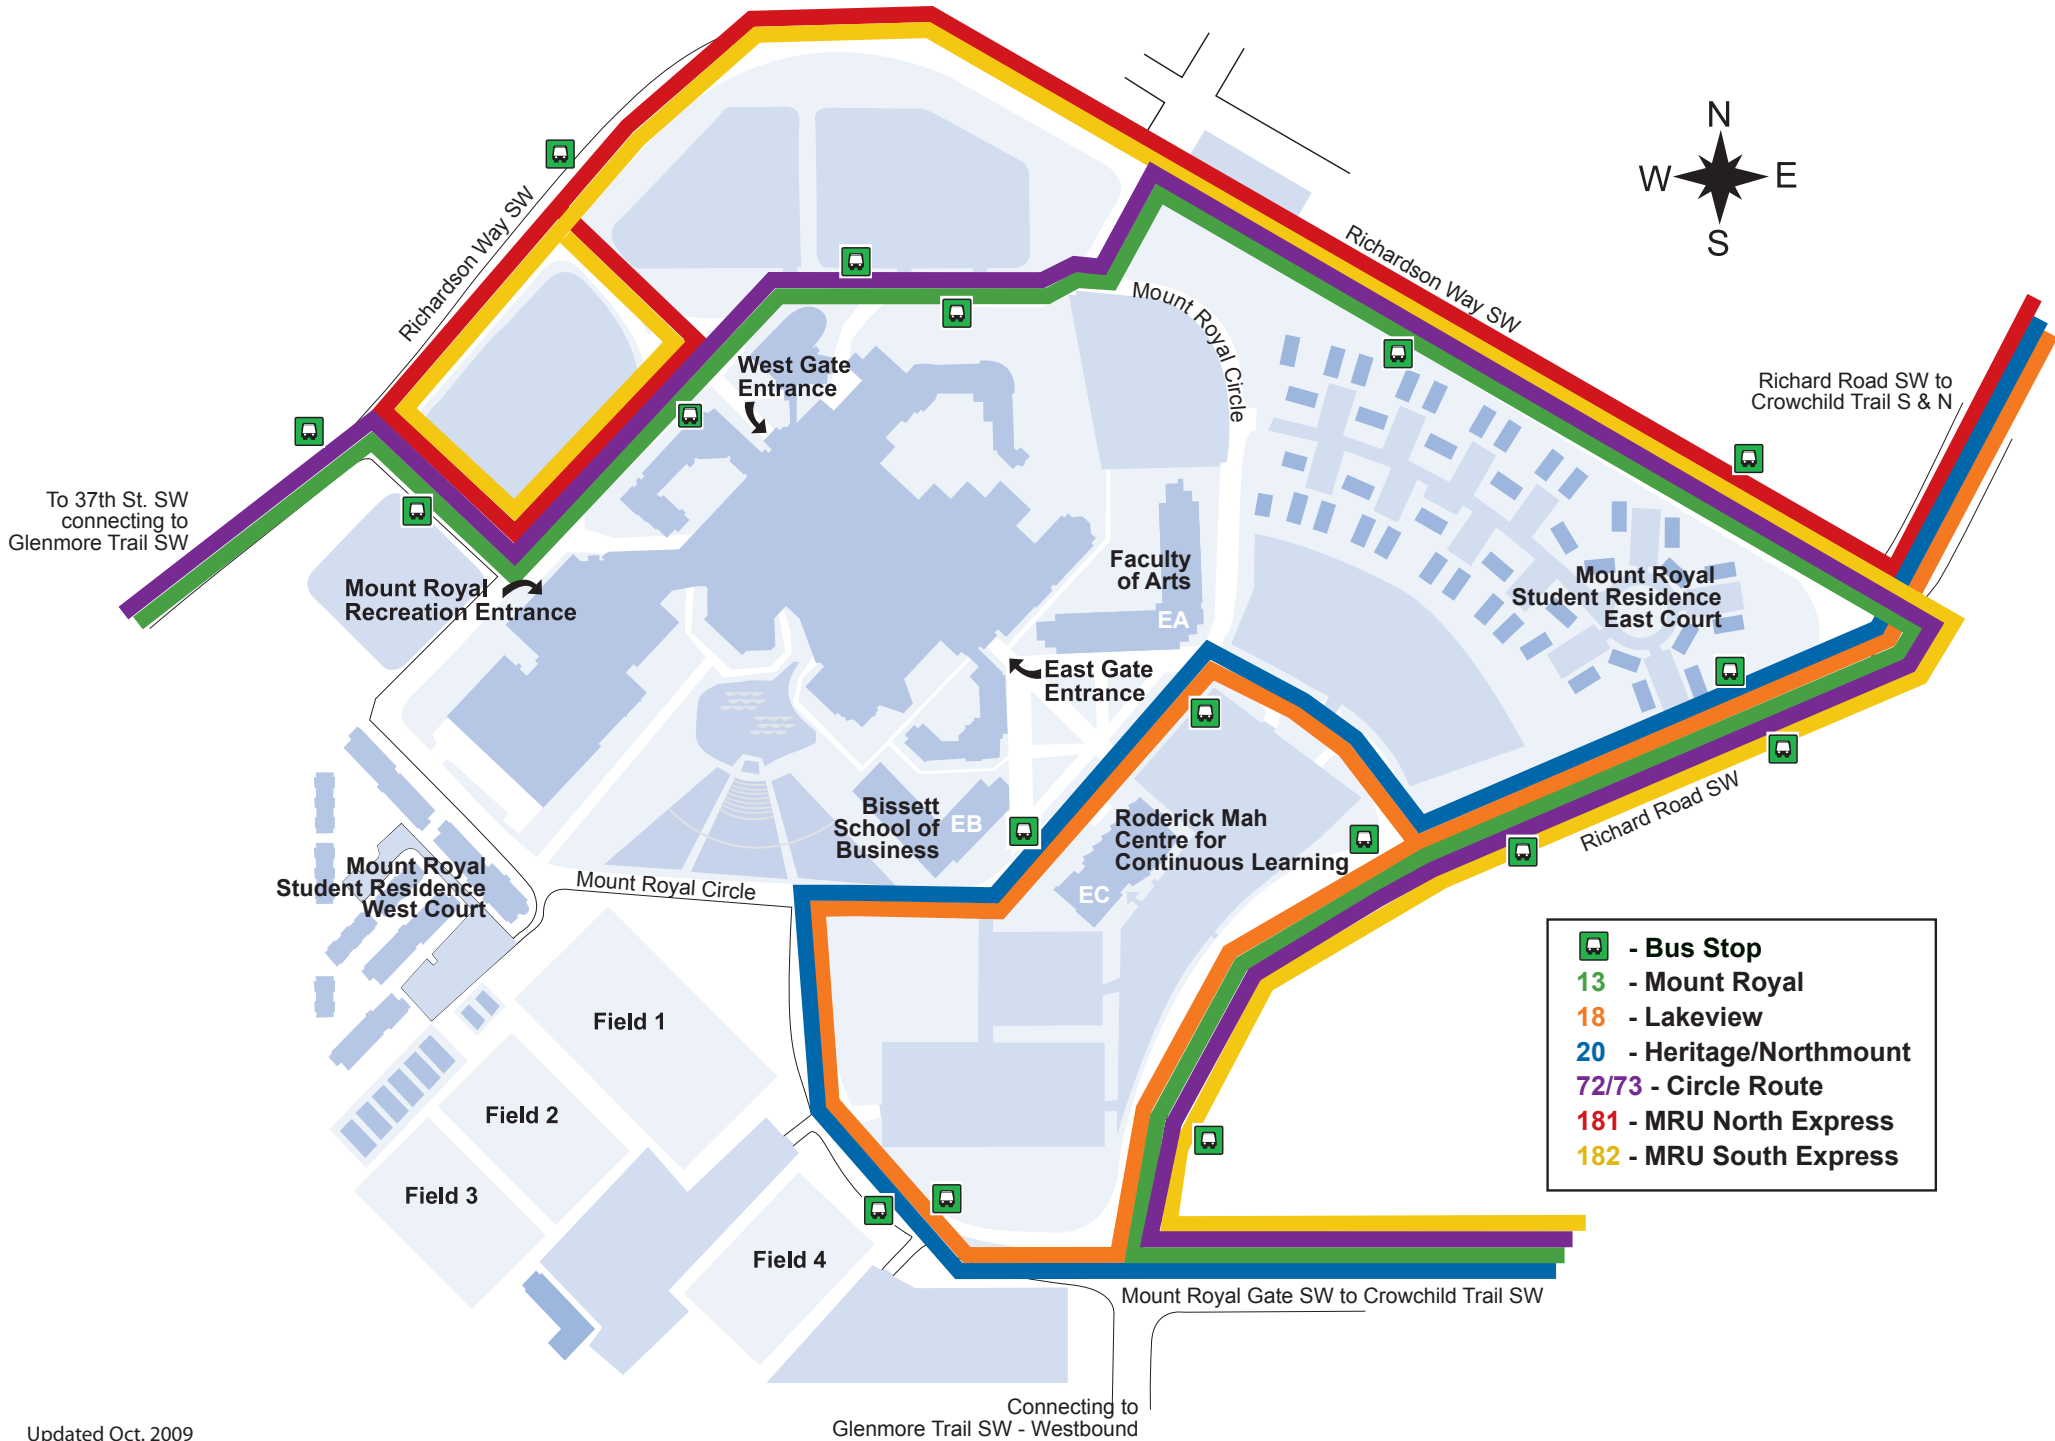 N
W
E
S
Richardson Way SW
Richardson Way SW
Mount Royal Circle
Richard Road SW to
Crowchild Trail S & N
West Gate
Entrance
To 37th St. SW
connecting to
Glenmore Trail SW
Mount Royal
Recreation Entrance
Faculty
of Arts
EA
Mount Royal
Student Residence
East Court
East Gate
Entrance
Richard Road SW
Bissett
School of
Business
EB
Roderick Mah
Centre for
Continuous Learning
EC
Mount Royal
Student Residence
West Court
Mount Royal Circle
Field 1
Field 2
Field 3
Field 4
- Bus Stop
13 - Mount Royal
18 - Lakeview
20 - Heritage/Northmount
72/73 - Circle Route
181 - MRU North Express
182 - MRU South Express
Mount Royal Gate SW to Crowchild Trail SW
Connecting to
Glenmore Trail SW - Westbound
Updated Oct. 2009